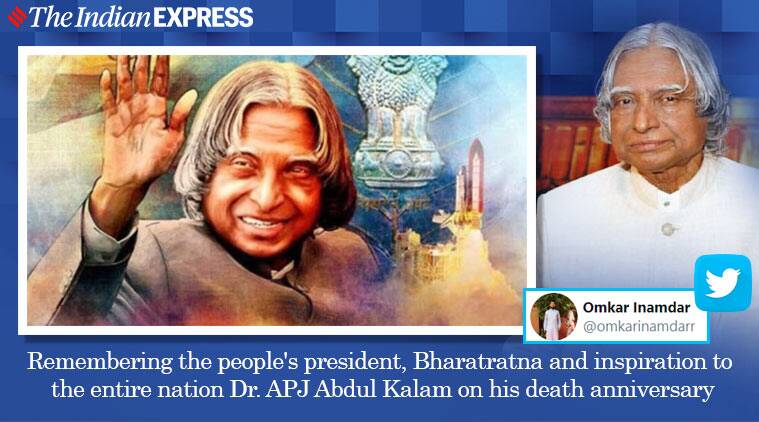 The Indian EXPRESS
Omkar Inamdar
@omkarinamdarr
Remembering the people's president, Bharatratna and inspiration to
the entire nation Dr. APJ Abdul Kalam on his death anniversary